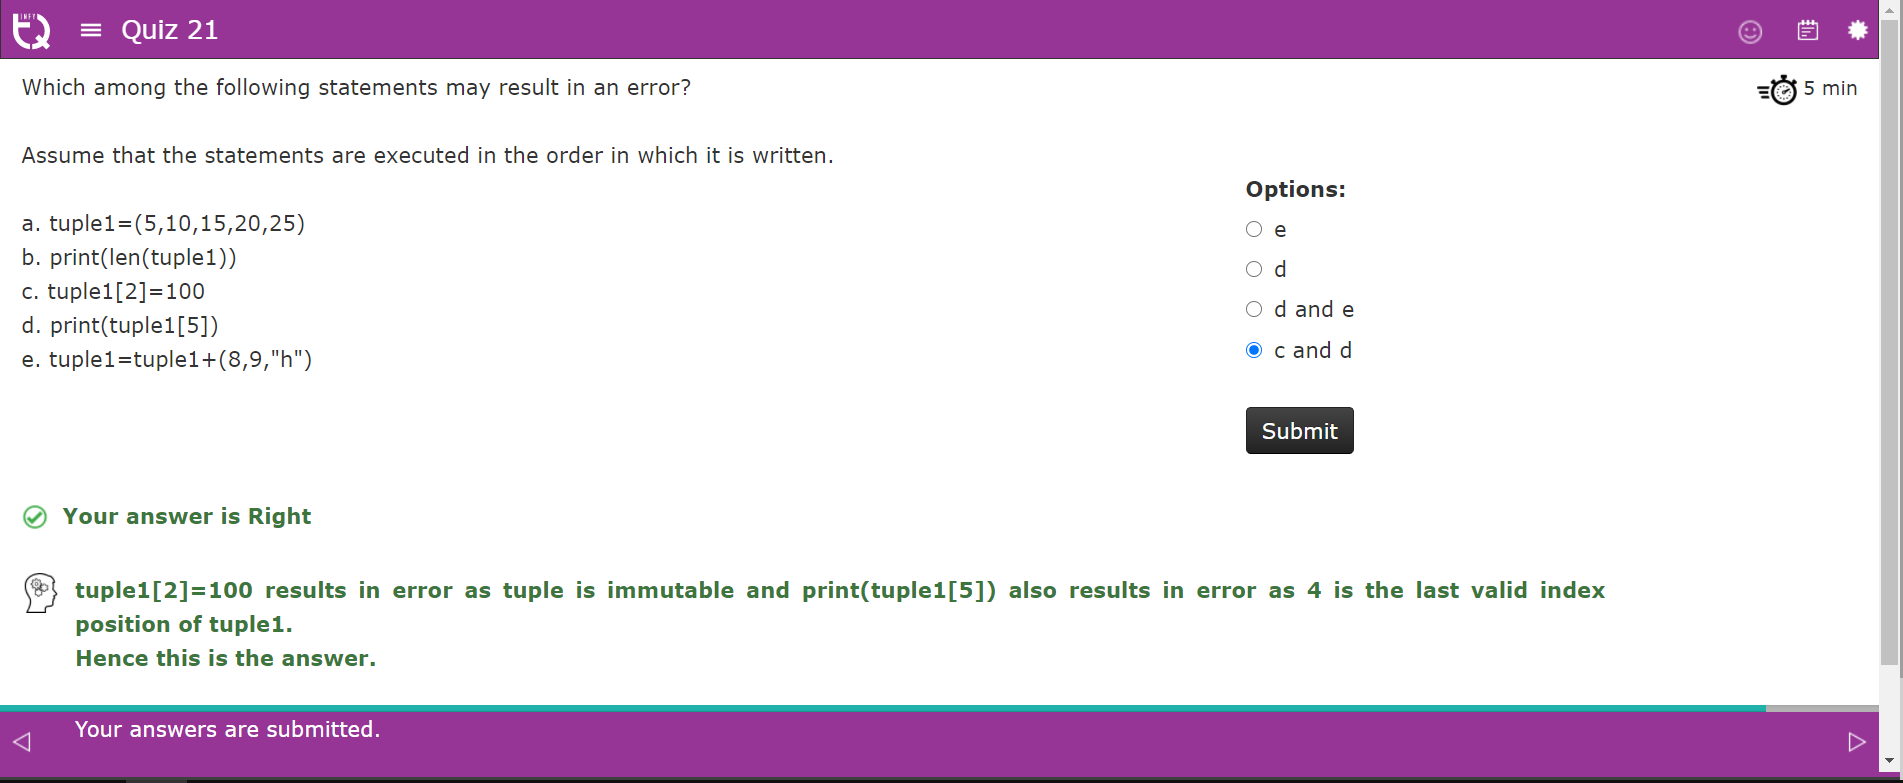 INFY
TQ
Quiz 21
Which among the following statements may result in an error?
5 min
Assume that the statements are executed in the order in which it is written.
a. tuple1=(5,10,15,20,25)
b. print(len(tuple1))
c. tuple1[2]=100
d. print(tuple1[5])
e. tuple1=tuple1+(8,9,"h")
Options:
e
d
d and e
c and d
Submit
Your answer is Right
tuple1[2]=100 results in error as tuple is immutable and print(tuple1[5]) also results in error as 4 is the last valid index
position of tuple1.
Hence this is the answer.
Your answers are submitted.